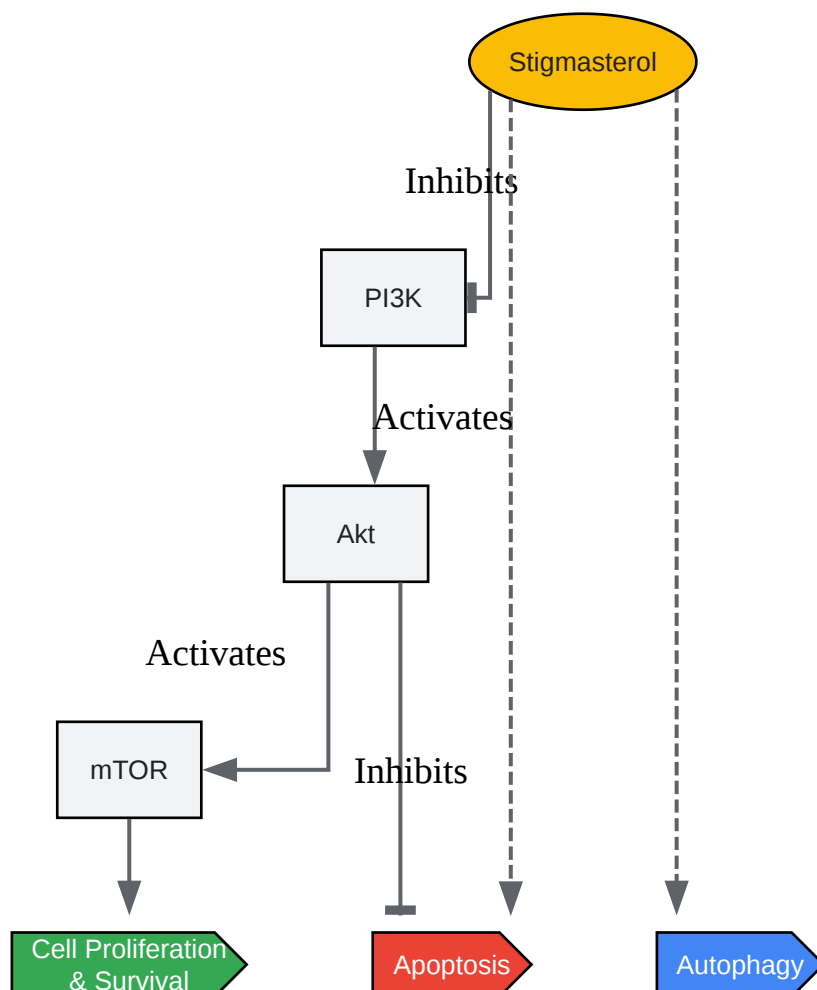 Stigmasterol
Inhibits
PI3K
Activates
Akt
Activates
mTOR
Inhibits
Cell Proliferation
& Survival
Apoptosis
Autophagy